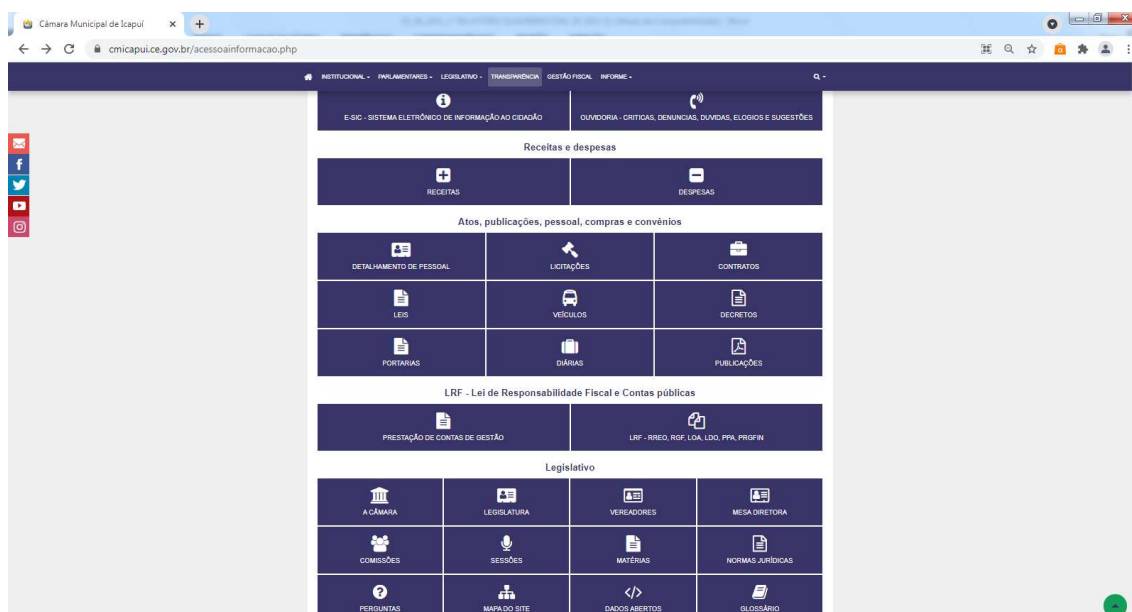 Câmara Municipal de Icapuí
cmicapui.ce.gov.br/acessoainformacao.php
INSTITUCIONAL PARLAMENTARES LEGISLATIVO TRANSPARÊNCIA GESTÃO FISCAL INFORME
E-SIC - SISTEMA ELETRÔNICO DE INFORMAÇÃO AO CIDADÃO OUVIDORIA - CRITICAS, DENUNCIAS, DUVIDAS, ELOGIOS E SUGESTÕES
Receitas e despesas
RECEITAS DESPESAS
Atos, publicações, pessoal, compras e convênios
DETALHAMENTO DE PESSOAL LICITAÇÕES CONTRATOS
LEIS VEÍCULOS DECRETOS
PORTARIAS DIÁRIAS PUBLICAÇÕES
LRF - Lei de Responsabilidade Fiscal e Contas públicas
PRESTAÇÃO DE CONTAS DE GESTÃO LRF - RREO, RGF, LOA, LDO, PPA, PRGFIN
Legislativo
A CÂMARA LEGISLATURA VEREADORES MESA DIRETORA
COMISSÕES SESSÕES MATÉRIAS NORMAS JURÍDICAS
PERGUNTAS MAPA DO SITE DADOS ABERTOS GLOSSÁRIO